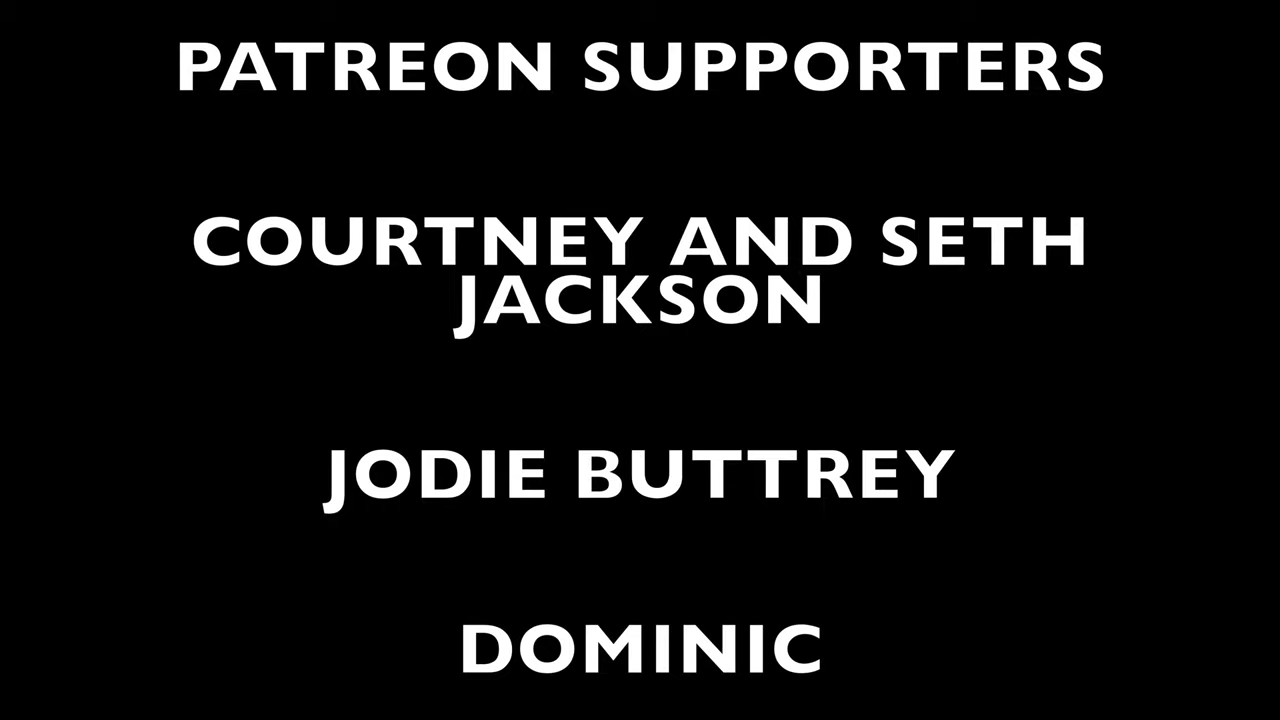 PATREON SUPPORTERS
COURTNEY AND SETH
JACKSON
JODIE BUTTREY
DOMINIC